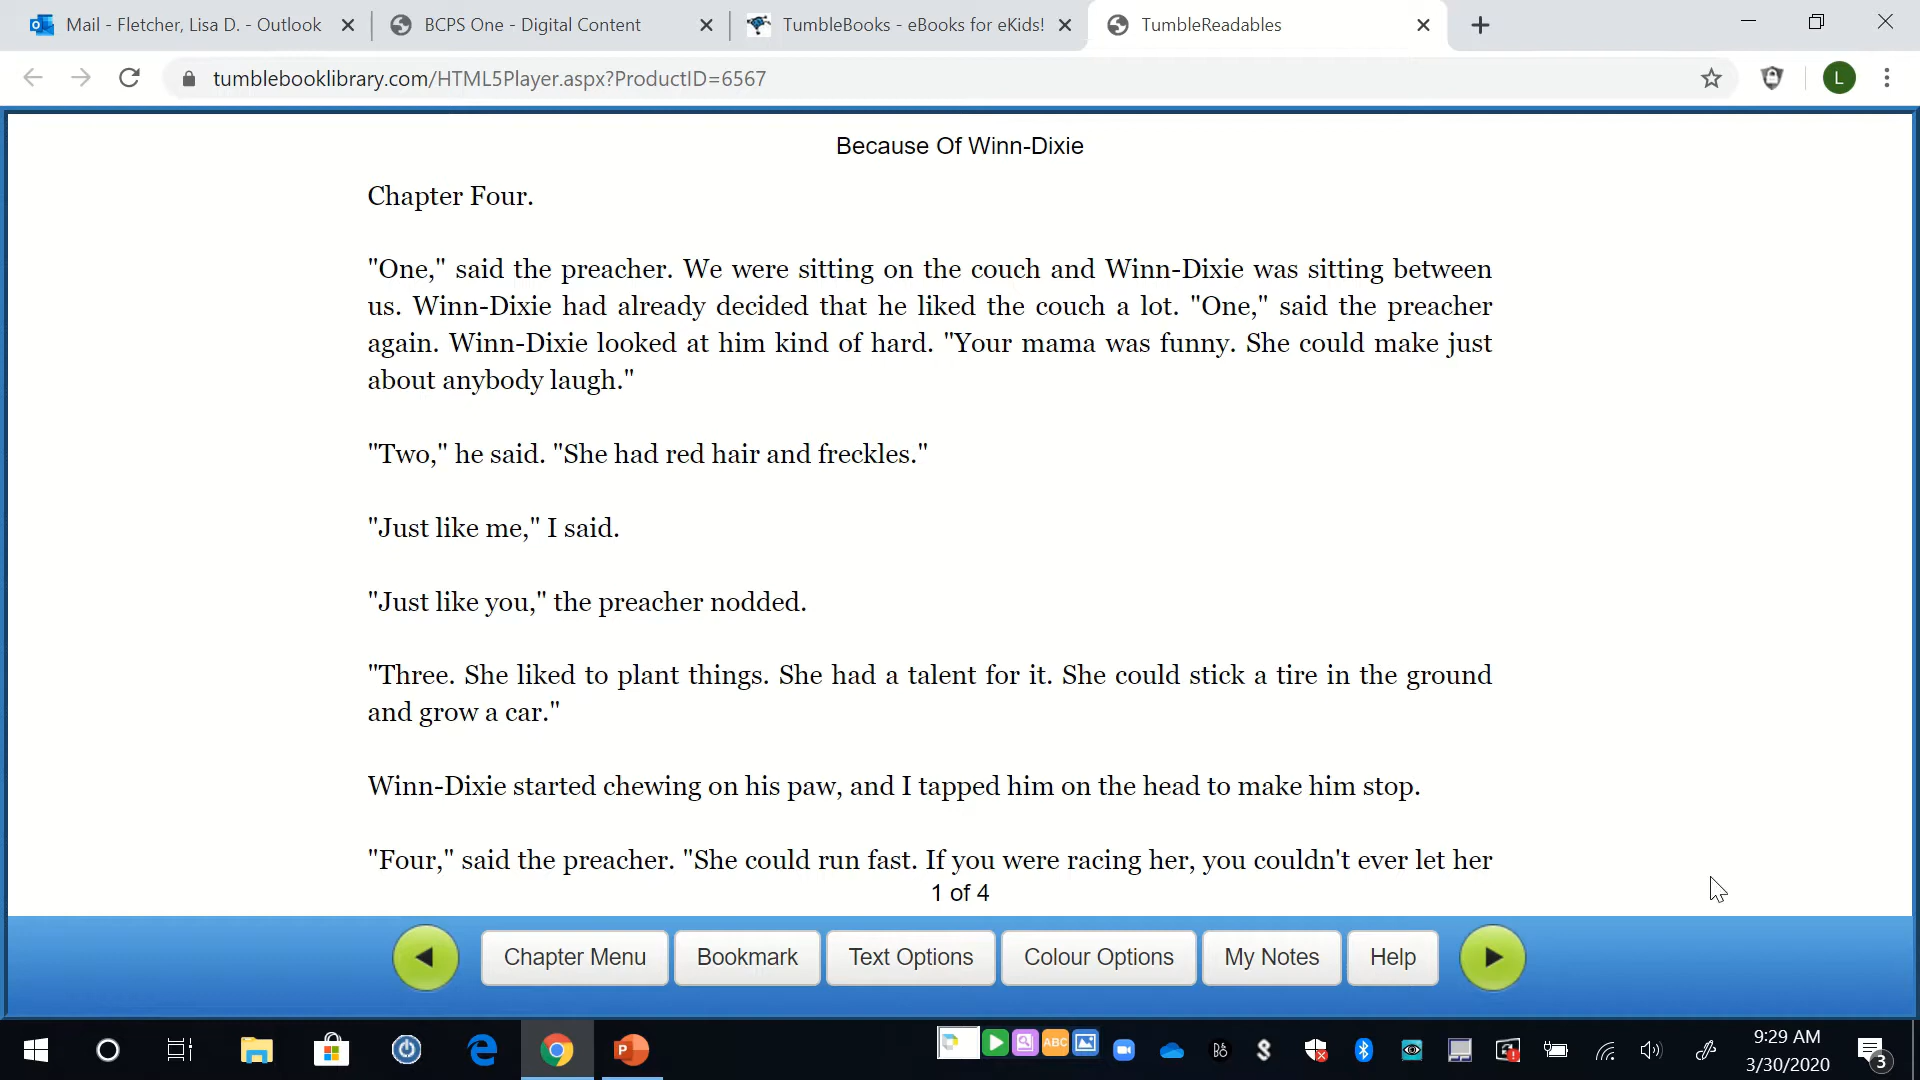 Mail - Fletcher, Lisa D. - Outlook
BCPS One - Digital Content
TumbleBooks - eBooks for eKids!
TumbleReadables
tumblebooklibrary.com/HTML5Player.aspx?ProductID=6567
L
Because Of Winn-Dixie
Chapter Four.
"One," said the preacher. We were sitting on the couch and Winn-Dixie was sitting between
us. Winn-Dixie had already decided that he liked the couch a lot. "One," said the preacher
again. Winn-Dixie looked at him kind of hard. "Your mama was funny. She could make just
about anybody laugh."
"Two," he said. "She had red hair and freckles."
"Just like me," I said.
"Just like you," the preacher nodded.
"Three. She liked to plant things. She had a talent for it. She could stick a tire in the ground
and grow a car."
Winn-Dixie started chewing on his paw, and I tapped him on the head to make him stop.
"Four," said the preacher. "She could run fast. If you were racing her, you couldn't ever let her
1 of 4
Chapter Menu
Bookmark
Text Options
Colour Options
My Notes
Help
ABC
9:29 AM
3/30/2020
3